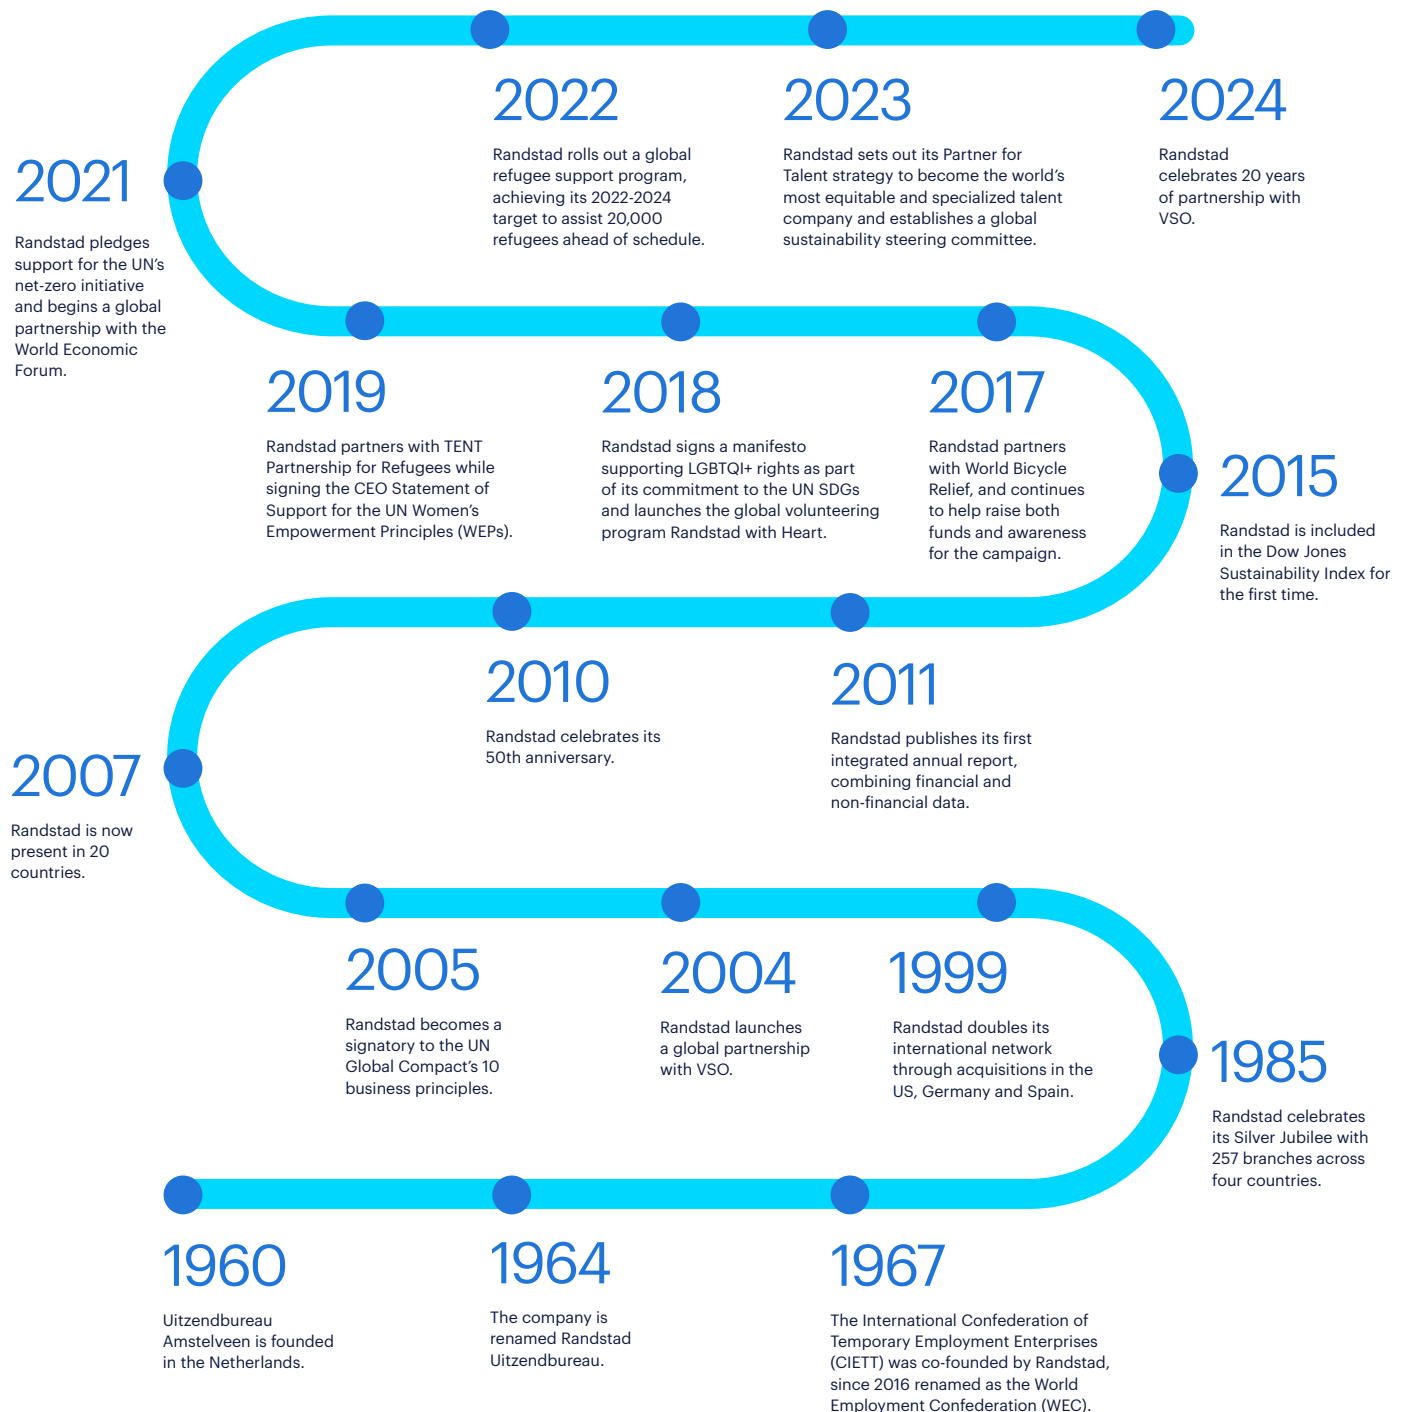 2022
Randstad rolls out a global
refugee support program,
achieving its 2022-2024
target to assist 20,000
refugees ahead of schedule.
2023
Randstad sets out its Partner for
Talent strategy to become the world’s
most equitable and specialized talent
company and establishes a global
sustainability steering committee.
2024
Randstad
celebrates 20 years
of partnership with
VSO.
2021
Randstad pledges
support for the UN’s
net-zero initiative
and begins a global
partnership with the
World Economic
Forum.
2019
Randstad partners with TENT
Partnership for Refugees while
signing the CEO Statement of
Support for the UN Women’s
Empowerment Principles (WEPs).
2018
Randstad signs a manifesto
supporting LGBTQI+ rights as part
of its commitment to the UN SDGs
and launches the global volunteering
program Randstad with Heart.
2017
Randstad partners
with World Bicycle
Relief, and continues
to help raise both
funds and awareness
for the campaign.
2015
Randstad is included
in the Dow Jones
Sustainability Index for
the first time.
2010
Randstad celebrates its
50th anniversary.
2011
Randstad publishes its first
integrated annual report,
combining financial and
non-financial data.
2007
Randstad is now
present in 20
countries.
2005
Randstad becomes a
signatory to the UN
Global Compact’s 10
business principles.
2004
Randstad launches
a global partnership
with VSO.
1999
Randstad doubles its
international network
through acquisitions in the
US, Germany and Spain.
1985
Randstad celebrates
its Silver Jubilee with
257 branches across
four countries.
1960
Uitzendbureau
Amstelveen is founded
in the Netherlands.
1964
The company is
renamed Randstad
Uitzendbureau.
1967
The International Confederation of
Temporary Employment Enterprises
(CIETT) was co-founded by Randstad,
since 2016 renamed as the World
Employment Confederation (WEC).